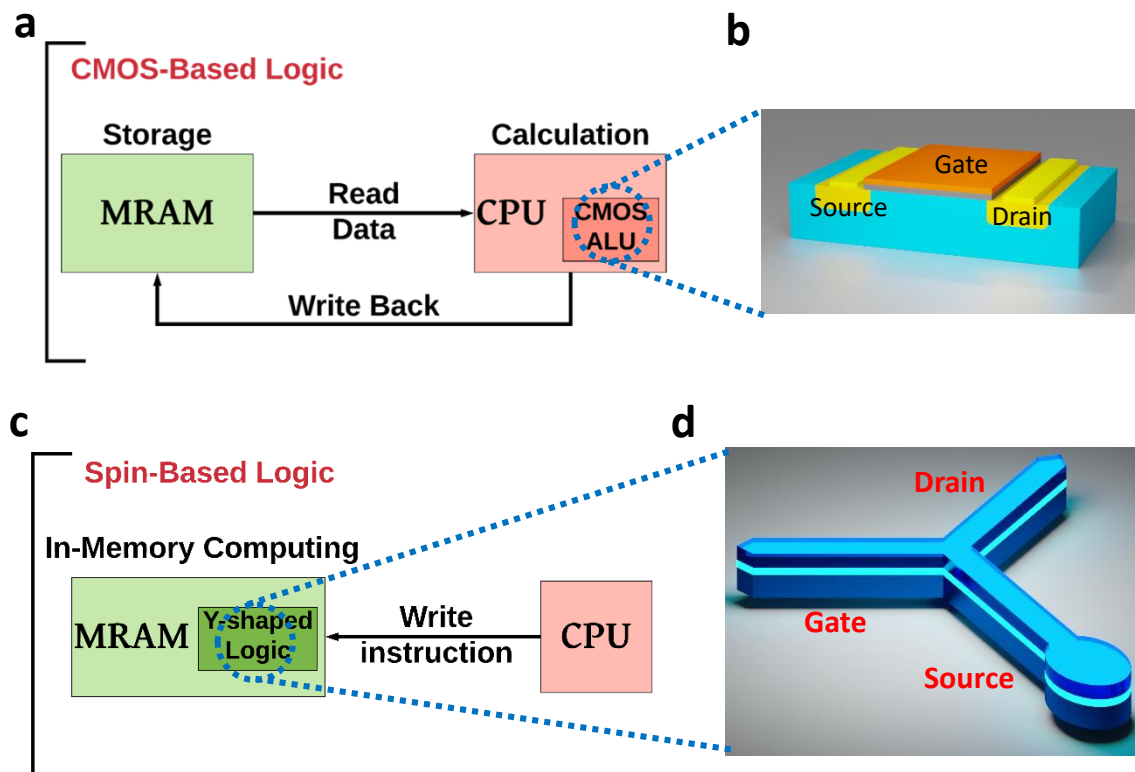 a
CMOS-Based Logic
Storage
Calculation
MRAM
Read
Data
CPU
CMOS
ALU
Write Back
b
Gate
Source
Drain
c
Spin-Based Logic
In-Memory Computing
MRAM
Y-shaped
Logic
Write
instruction
CPU
d
Drain
Gate
Source